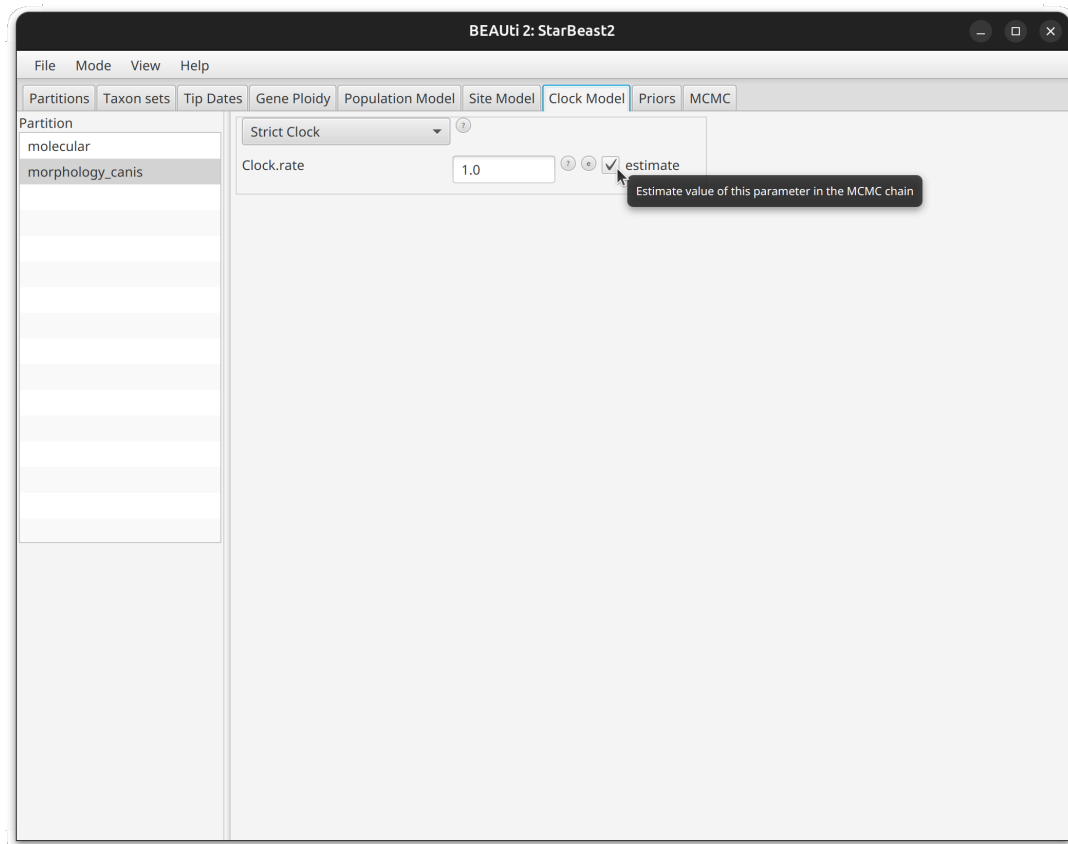 BEAUti 2: StarBeast2
File Mode View Help
Partitions Taxon sets Tip Dates Gene Ploidy Population Model Site Model Clock Model Priors MCMC
Partition
molecular
morphology_canis
Strict Clock ?
Clock.rate 1.0 ? e estimate
Estimate value of this parameter in the MCMC chain